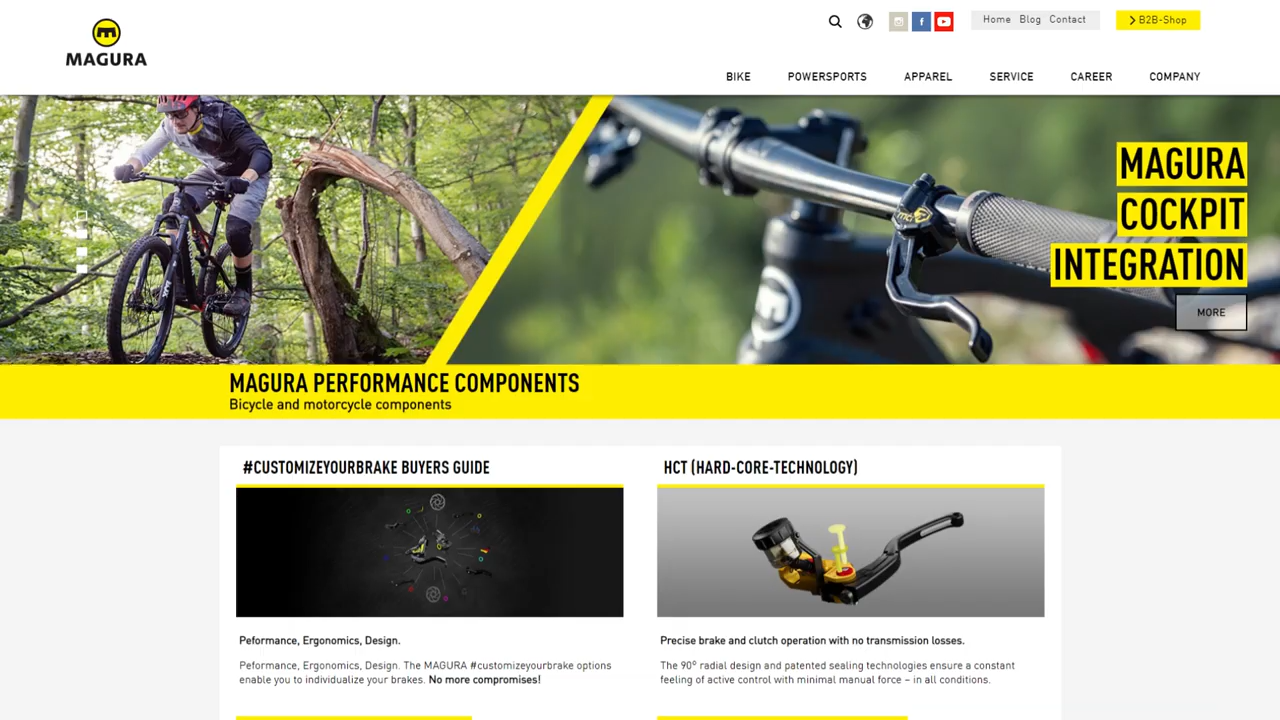 Home Blog Contact
B2B-Shop
MAGURA
BIKE POWERSPORTS APPAREL SERVICE CAREER COMPANY
MAGURA
COCKPIT
INTEGRATION
MORE
MAGURA PERFORMANCE COMPONENTS
Bicycle and motorcycle components
#CUSTOMIZEYOURBRAKE BUYERS GUIDE
Peformance, Ergonomics, Design.
Peformance, Ergonomics, Design. The MAGURA #customizeyourbrake options
enable you to individualize your brakes. No more compromises!
HCT (HARD-CORE-TECHNOLOGY)
Precise brake and clutch operation with no transmission losses.
The 90° radial design and patented sealing technologies ensure a constant
feeling of active control with minimal manual force – in all conditions.